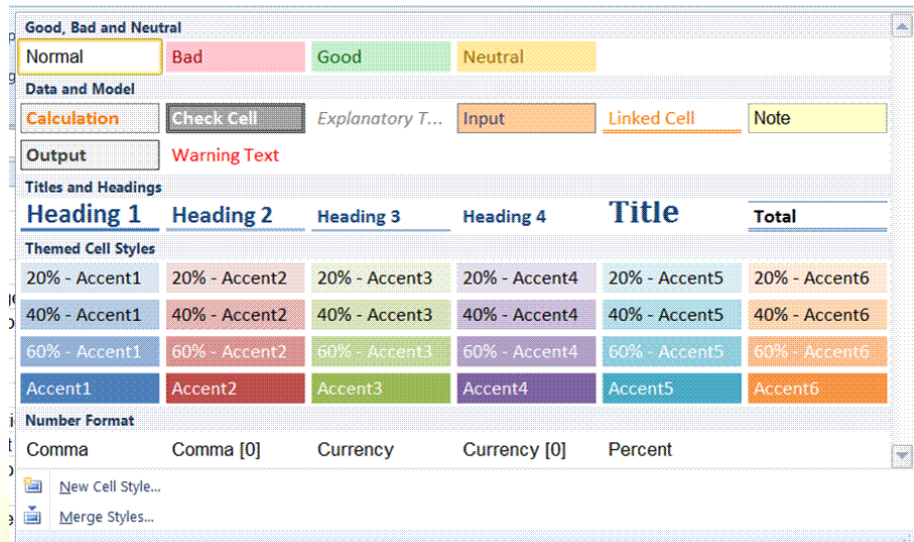 Good, Bad and Neutral
Normal Bad Good Neutral
Data and Model
Calculation Check Cell Explanatory T... Input Linked Cell Note
Output Warning Text
Titles and Headings
Heading 1 Heading 2 Heading 3 Heading 4 Title Total
Themed Cell Styles
20% - Accent1 20% - Accent2 20% - Accent3 20% - Accent4 20% - Accent5 20% - Accent6
40% - Accent1 40% - Accent2 40% - Accent3 40% - Accent4 40% - Accent5 40% - Accent6
60% - Accent1 60% - Accent2 60% - Accent3 60% - Accent4 60% - Accent5 60% - Accent6
Accent1 Accent2 Accent3 Accent4 Accent5 Accent6
Number Format
Comma Comma [0] Currency Currency [0] Percent
New Cell Style...
Merge Styles...